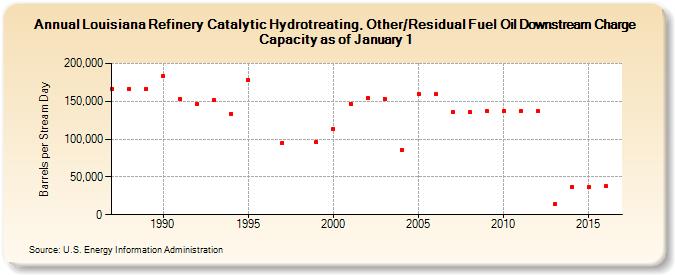 Annual Louisiana Refinery Catalytic Hydrotreating, Other/Residual Fuel Oil Downstream Charge
Capacity as of January 1
Barrels per Stream Day
200,000
150,000
100,000
50,000
0
1990
1995
2000
2005
2010
2015
Source: U.S. Energy Information Administration